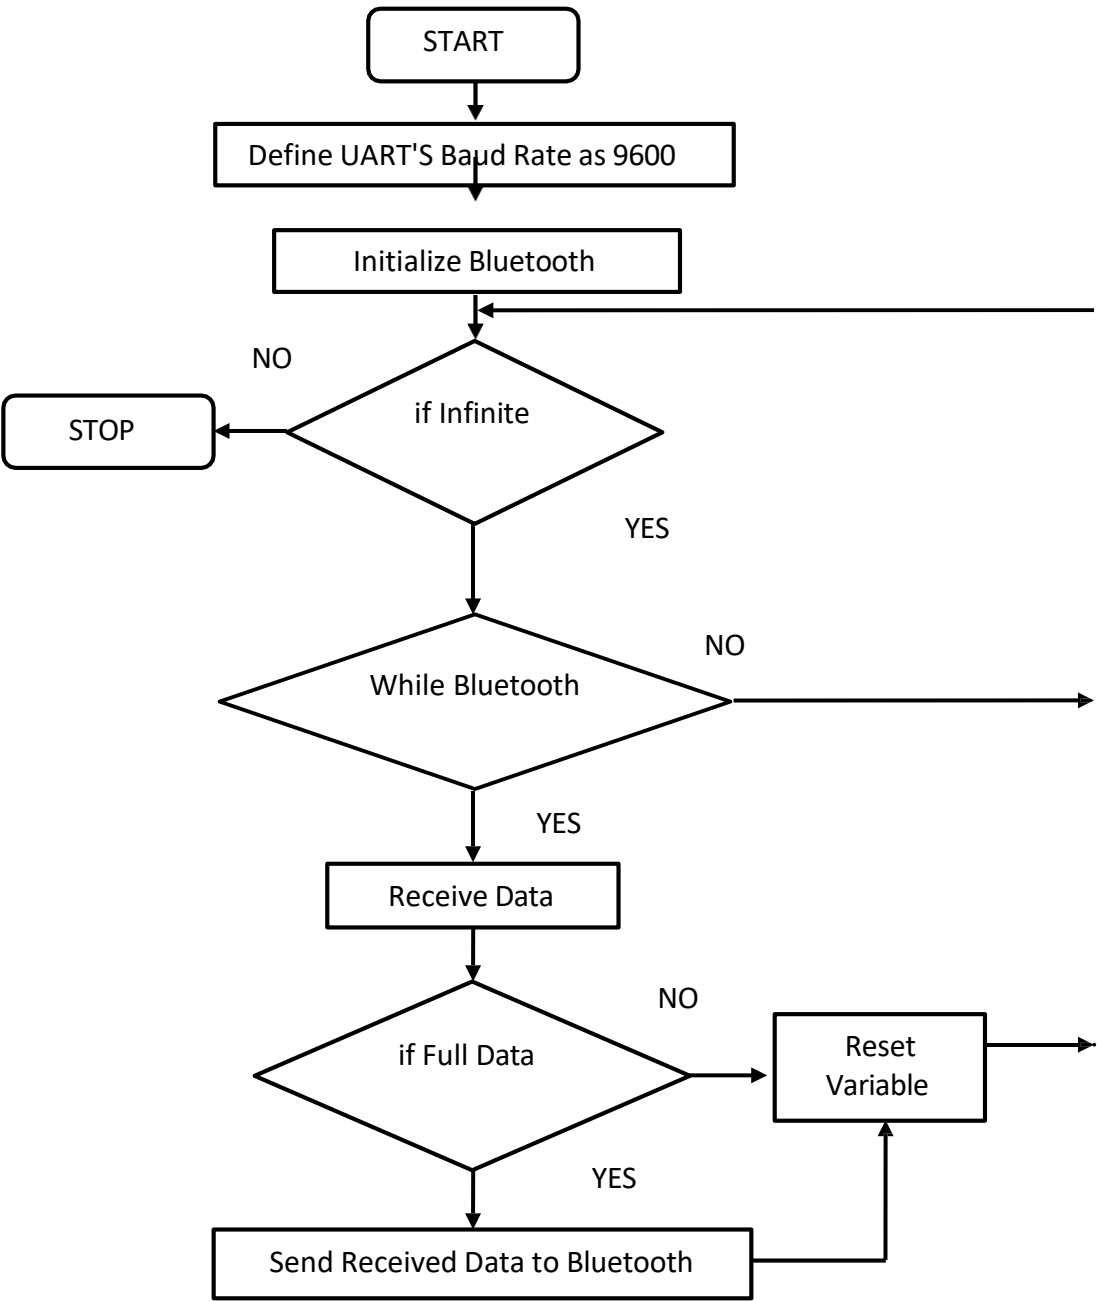 START
Define UART'S Baud Rate as 9600
Initialize Bluetooth
NO
if Infinite
STOP
YES
NO
While Bluetooth
YES
Receive Data
NO
if Full Data
Reset
Variable
YES
Send Received Data to Bluetooth